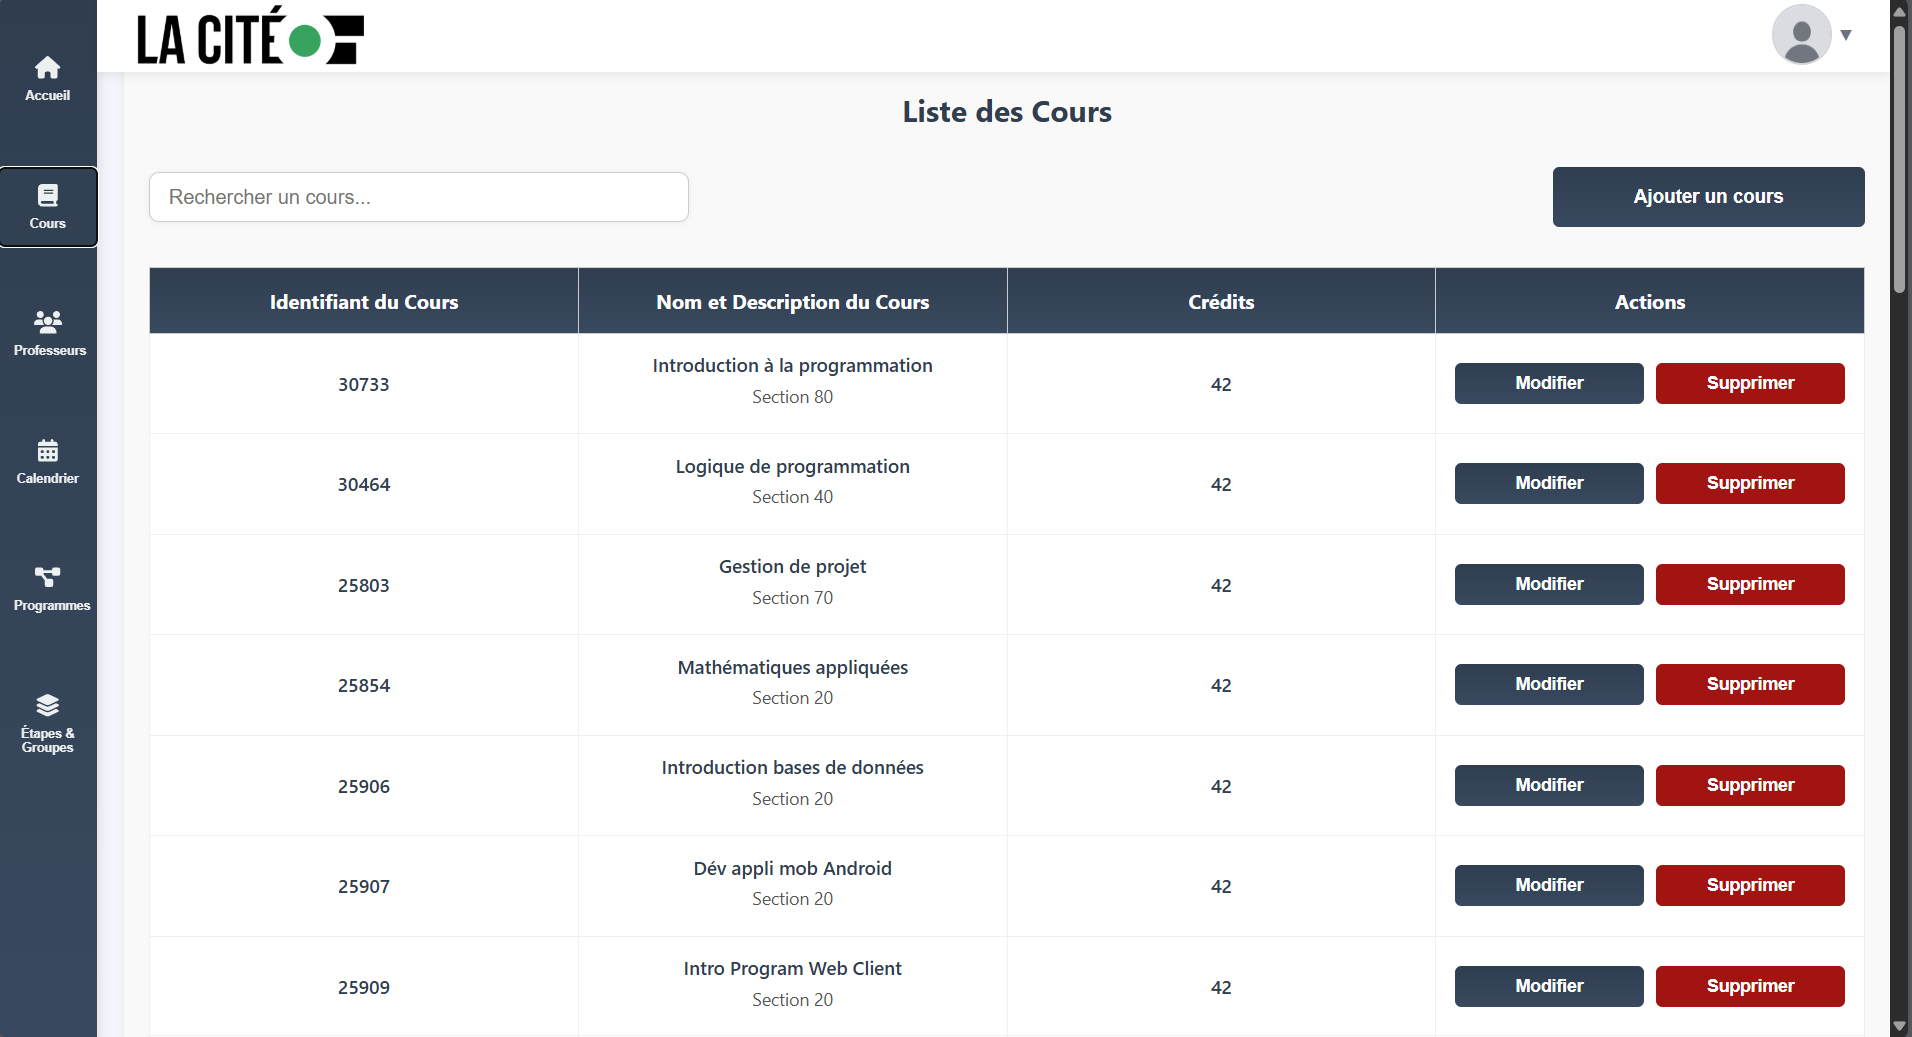 LA CITÉ
Accueil
Cours
Professeurs
Calendrier
Programmes
Étapes &
Groupes
Liste des Cours
Rechercher un cours...
Ajouter un cours
Identifiant du Cours Nom et Description du Cours Crédits Actions
30733 Introduction à la programmation 42 Modifier Supprimer
Section 80
30464 Logique de programmation 42 Modifier Supprimer
Section 40
25803 Gestion de projet 42 Modifier Supprimer
Section 70
25854 Mathématiques appliquées 42 Modifier Supprimer
Section 20
25906 Introduction bases de données 42 Modifier Supprimer
Section 20
25907 Dév appli mob Android 42 Modifier Supprimer
Section 20
25909 Intro Program Web Client 42 Modifier Supprimer
Section 20